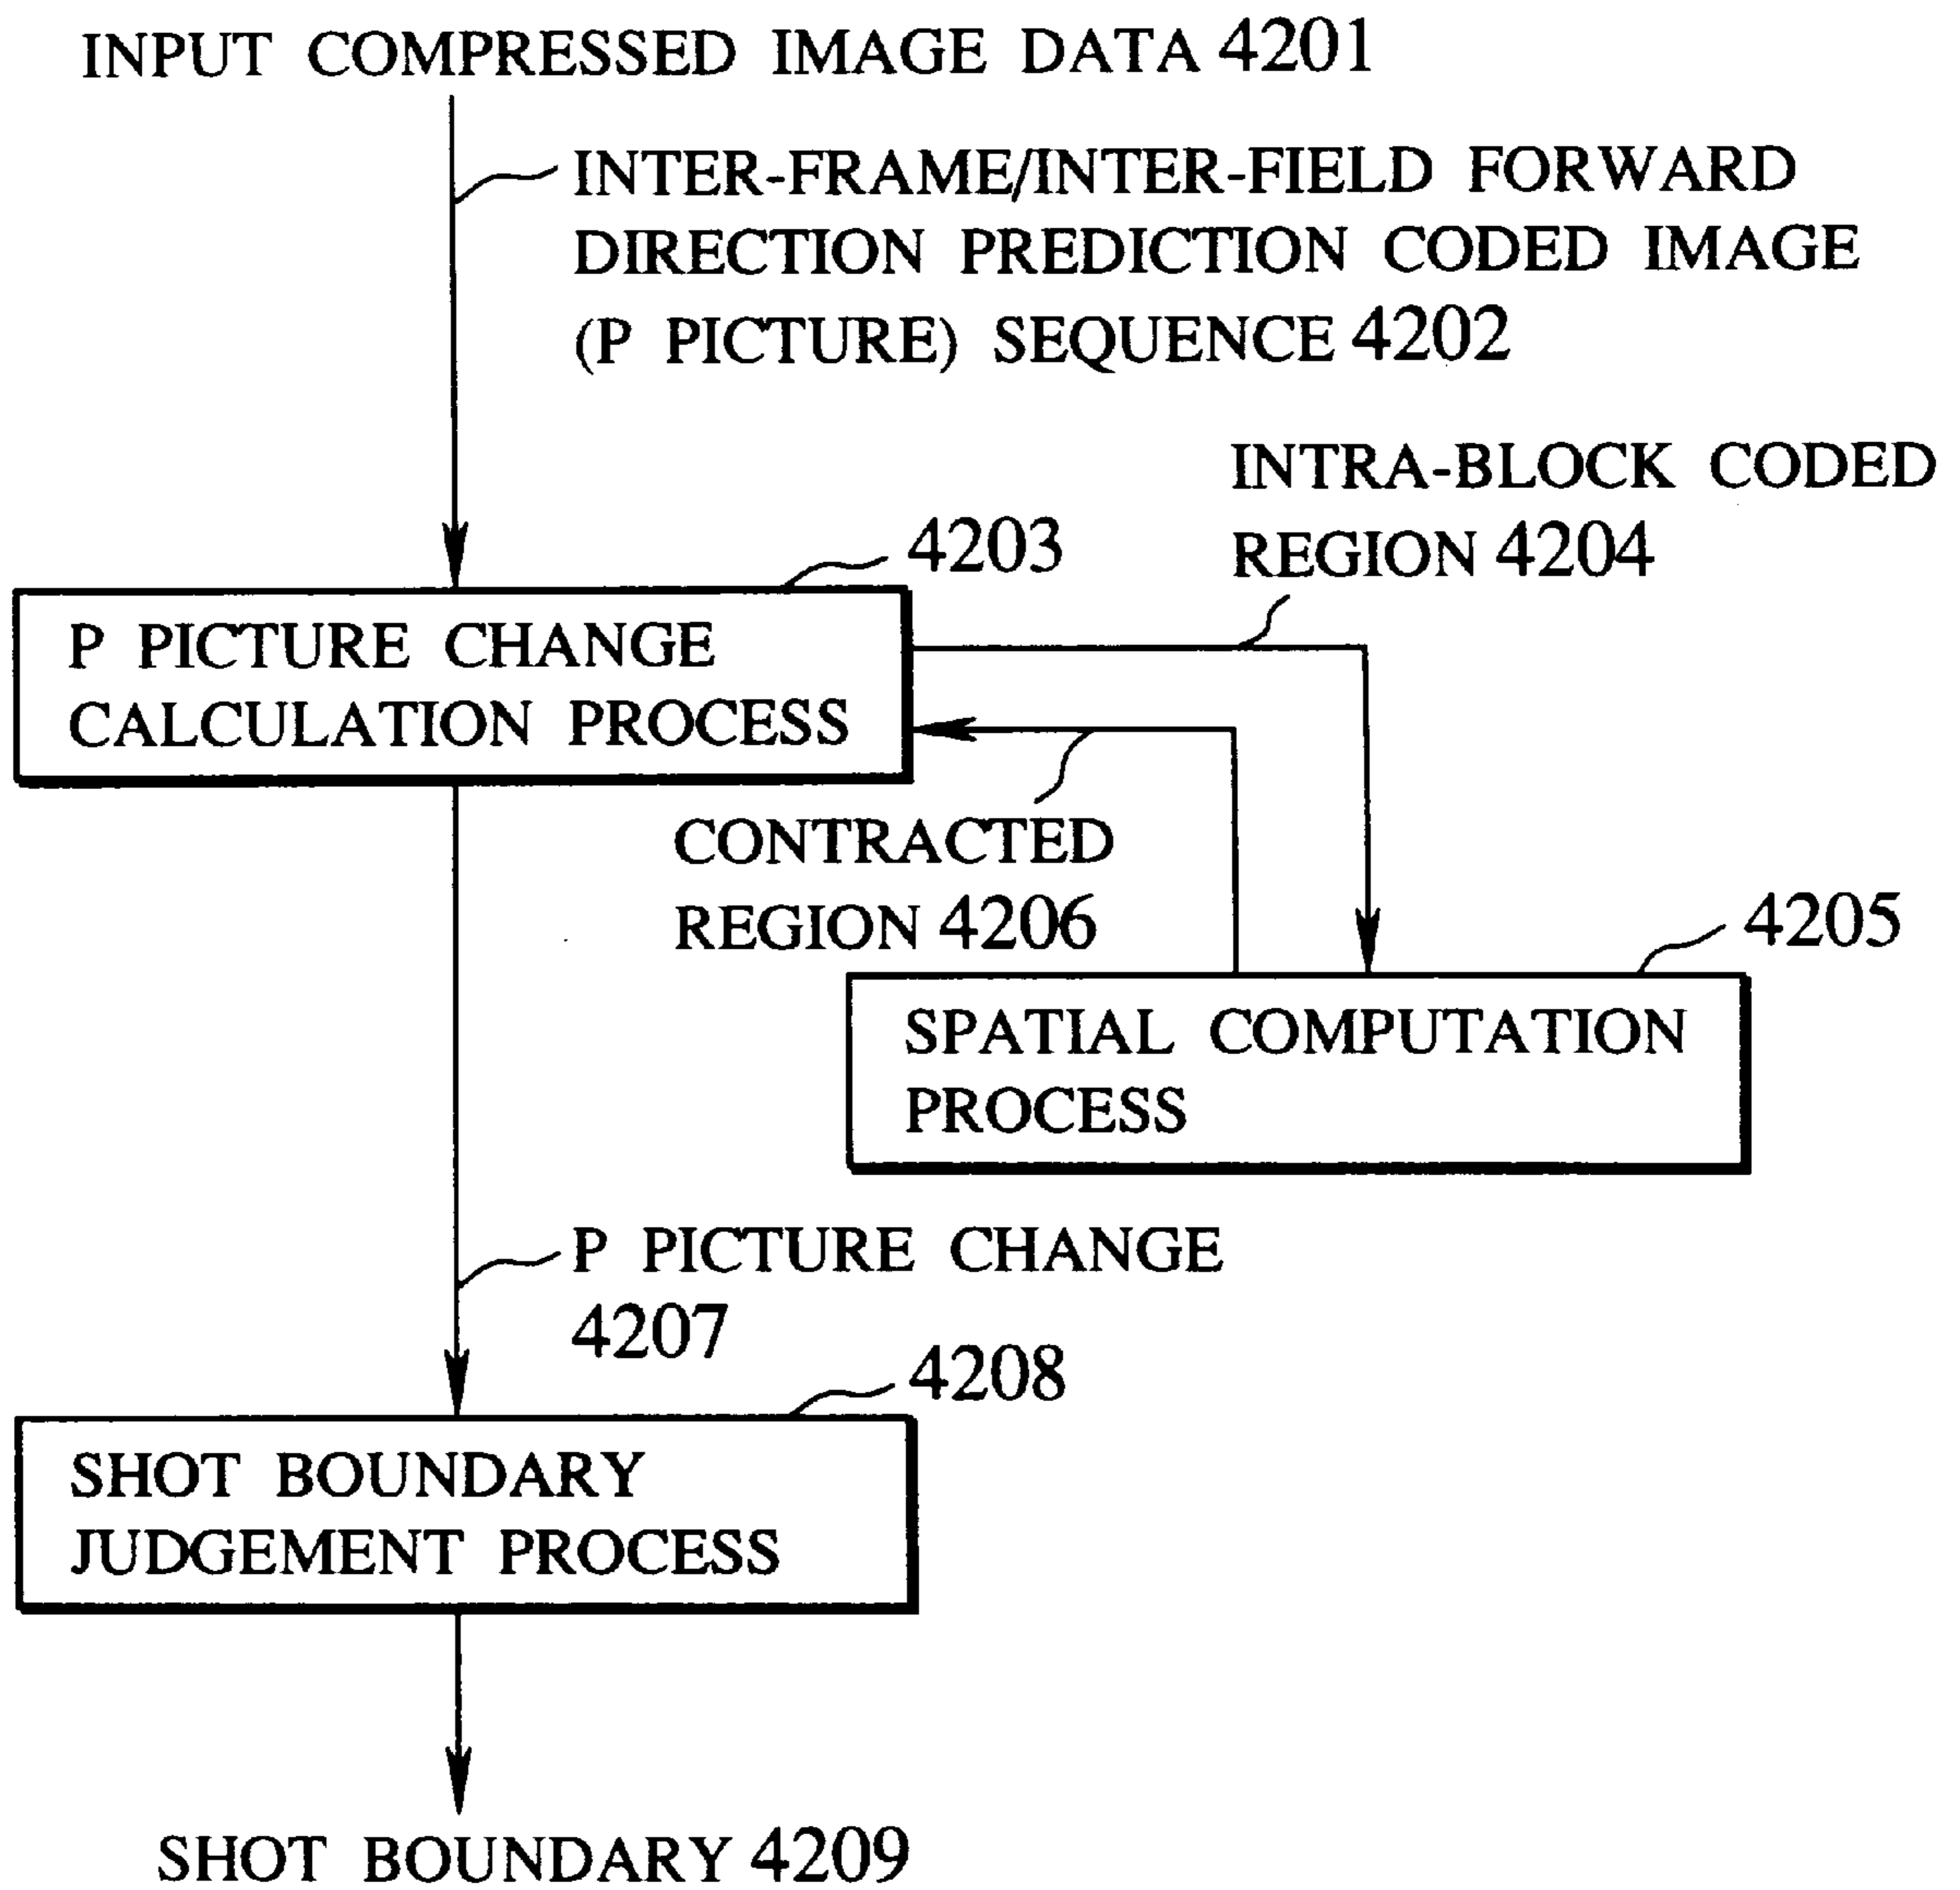 INPUT COMPRESSED IMAGE DATA 4201
INTER-FRAME/INTER-FIELD FORWARD
DIRECTION PREDICTION CODED IMAGE
(P PICTURE) SEQUENCE 4202
INTRA-BLOCK CODED
REGION 4204
4203
P PICTURE CHANGE
CALCULATION PROCESS
CONTRACTED
REGION 4206
4205
SPATIAL COMPUTATION
PROCESS
P PICTURE CHANGE
4207
4208
SHOT BOUNDARY
JUDGEMENT PROCESS
SHOT BOUNDARY 4209